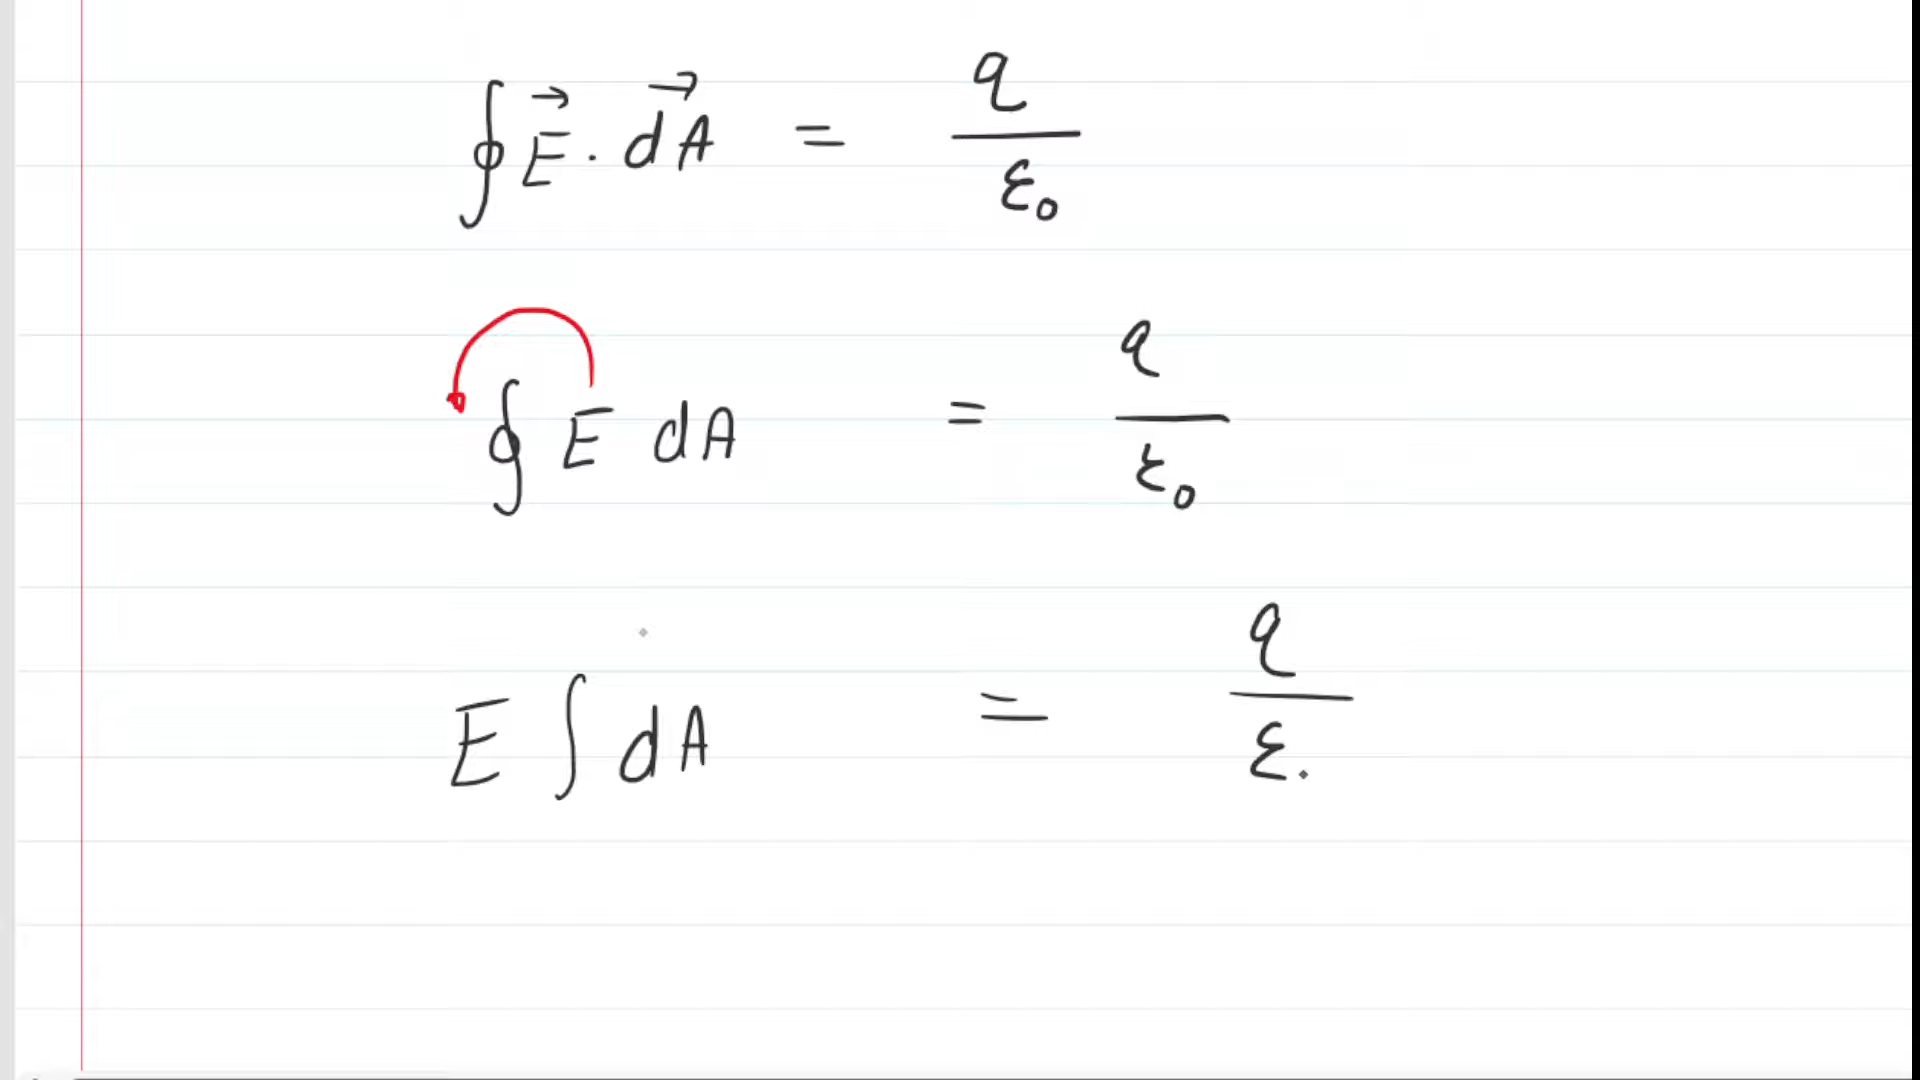 ∮ E⃗ · dA⃗ = q/ε₀
∮ E dA = q/ε₀
E ∫ dA = q/ε.